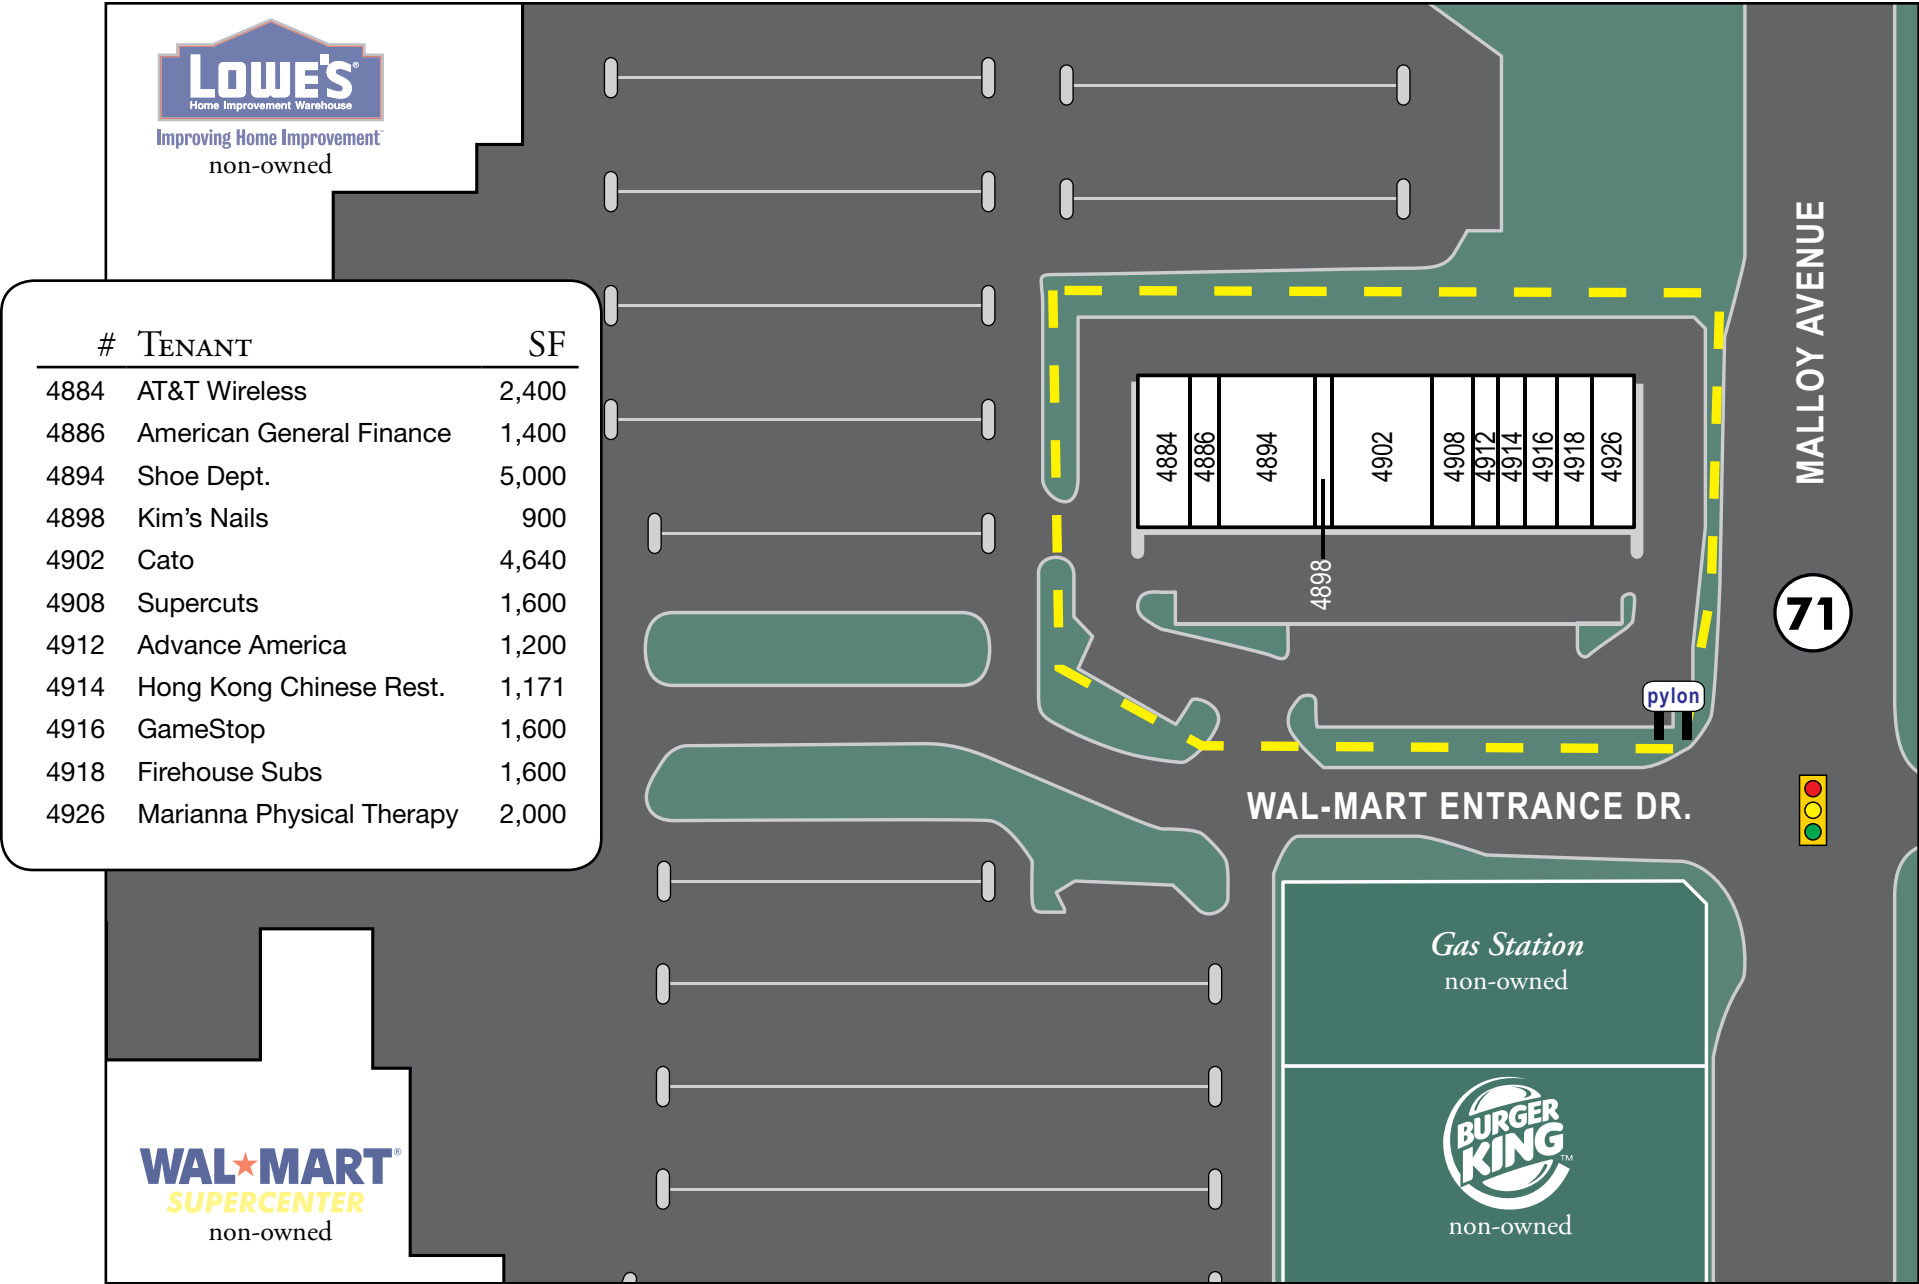 LOWE'S®
Home Improvement Warehouse
Improving Home Improvement™
non-owned
# TENANT SF
4884 AT&T Wireless 2,400
4886 American General Finance 1,400
4894 Shoe Dept. 5,000
4898 Kim's Nails 900
4902 Cato 4,640
4908 Supercuts 1,600
4912 Advance America 1,200
4914 Hong Kong Chinese Rest. 1,171
4916 GameStop 1,600
4918 Firehouse Subs 1,600
4926 Marianna Physical Therapy 2,000
4884
4886
4894
4898
4902
4908
4912
4914
4916
4918
4926
MALLOY AVENUE
71
pylon
WAL-MART ENTRANCE DR.
Gas Station
non-owned
BURGER
KING™
non-owned
WAL★MART®
SUPERCENTER
non-owned